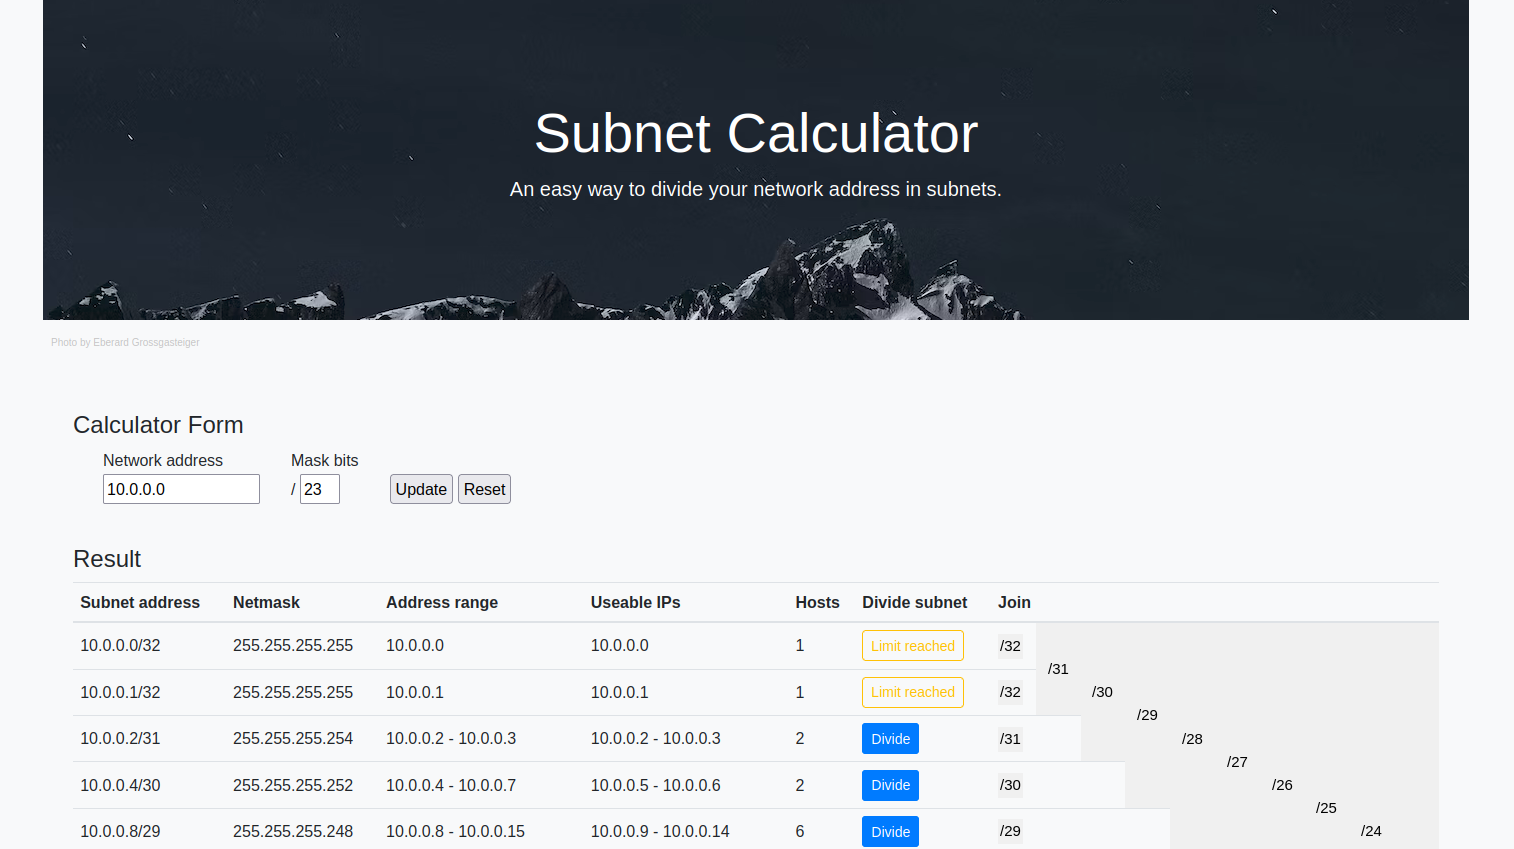 Subnet Calculator
An easy way to divide your network address in subnets.
Photo by Eberard Grossgasteiger
Calculator Form
Network address Mask bits
10.0.0.0 / 23 Update Reset
Result
Subnet address Netmask Address range Useable IPs Hosts Divide subnet Join
10.0.0.0/32 255.255.255.255 10.0.0.0 10.0.0.0 1 Limit reached /32
/31
10.0.0.1/32 255.255.255.255 10.0.0.1 10.0.0.1 1 Limit reached /32 /30
/29
10.0.0.2/31 255.255.255.254 10.0.0.2 - 10.0.0.3 10.0.0.2 - 10.0.0.3 2 Divide /31 /28
/27
10.0.0.4/30 255.255.255.252 10.0.0.4 - 10.0.0.7 10.0.0.5 - 10.0.0.6 2 Divide /30 /26
/25
10.0.0.8/29 255.255.255.248 10.0.0.8 - 10.0.0.15 10.0.0.9 - 10.0.0.14 6 Divide /29 /24